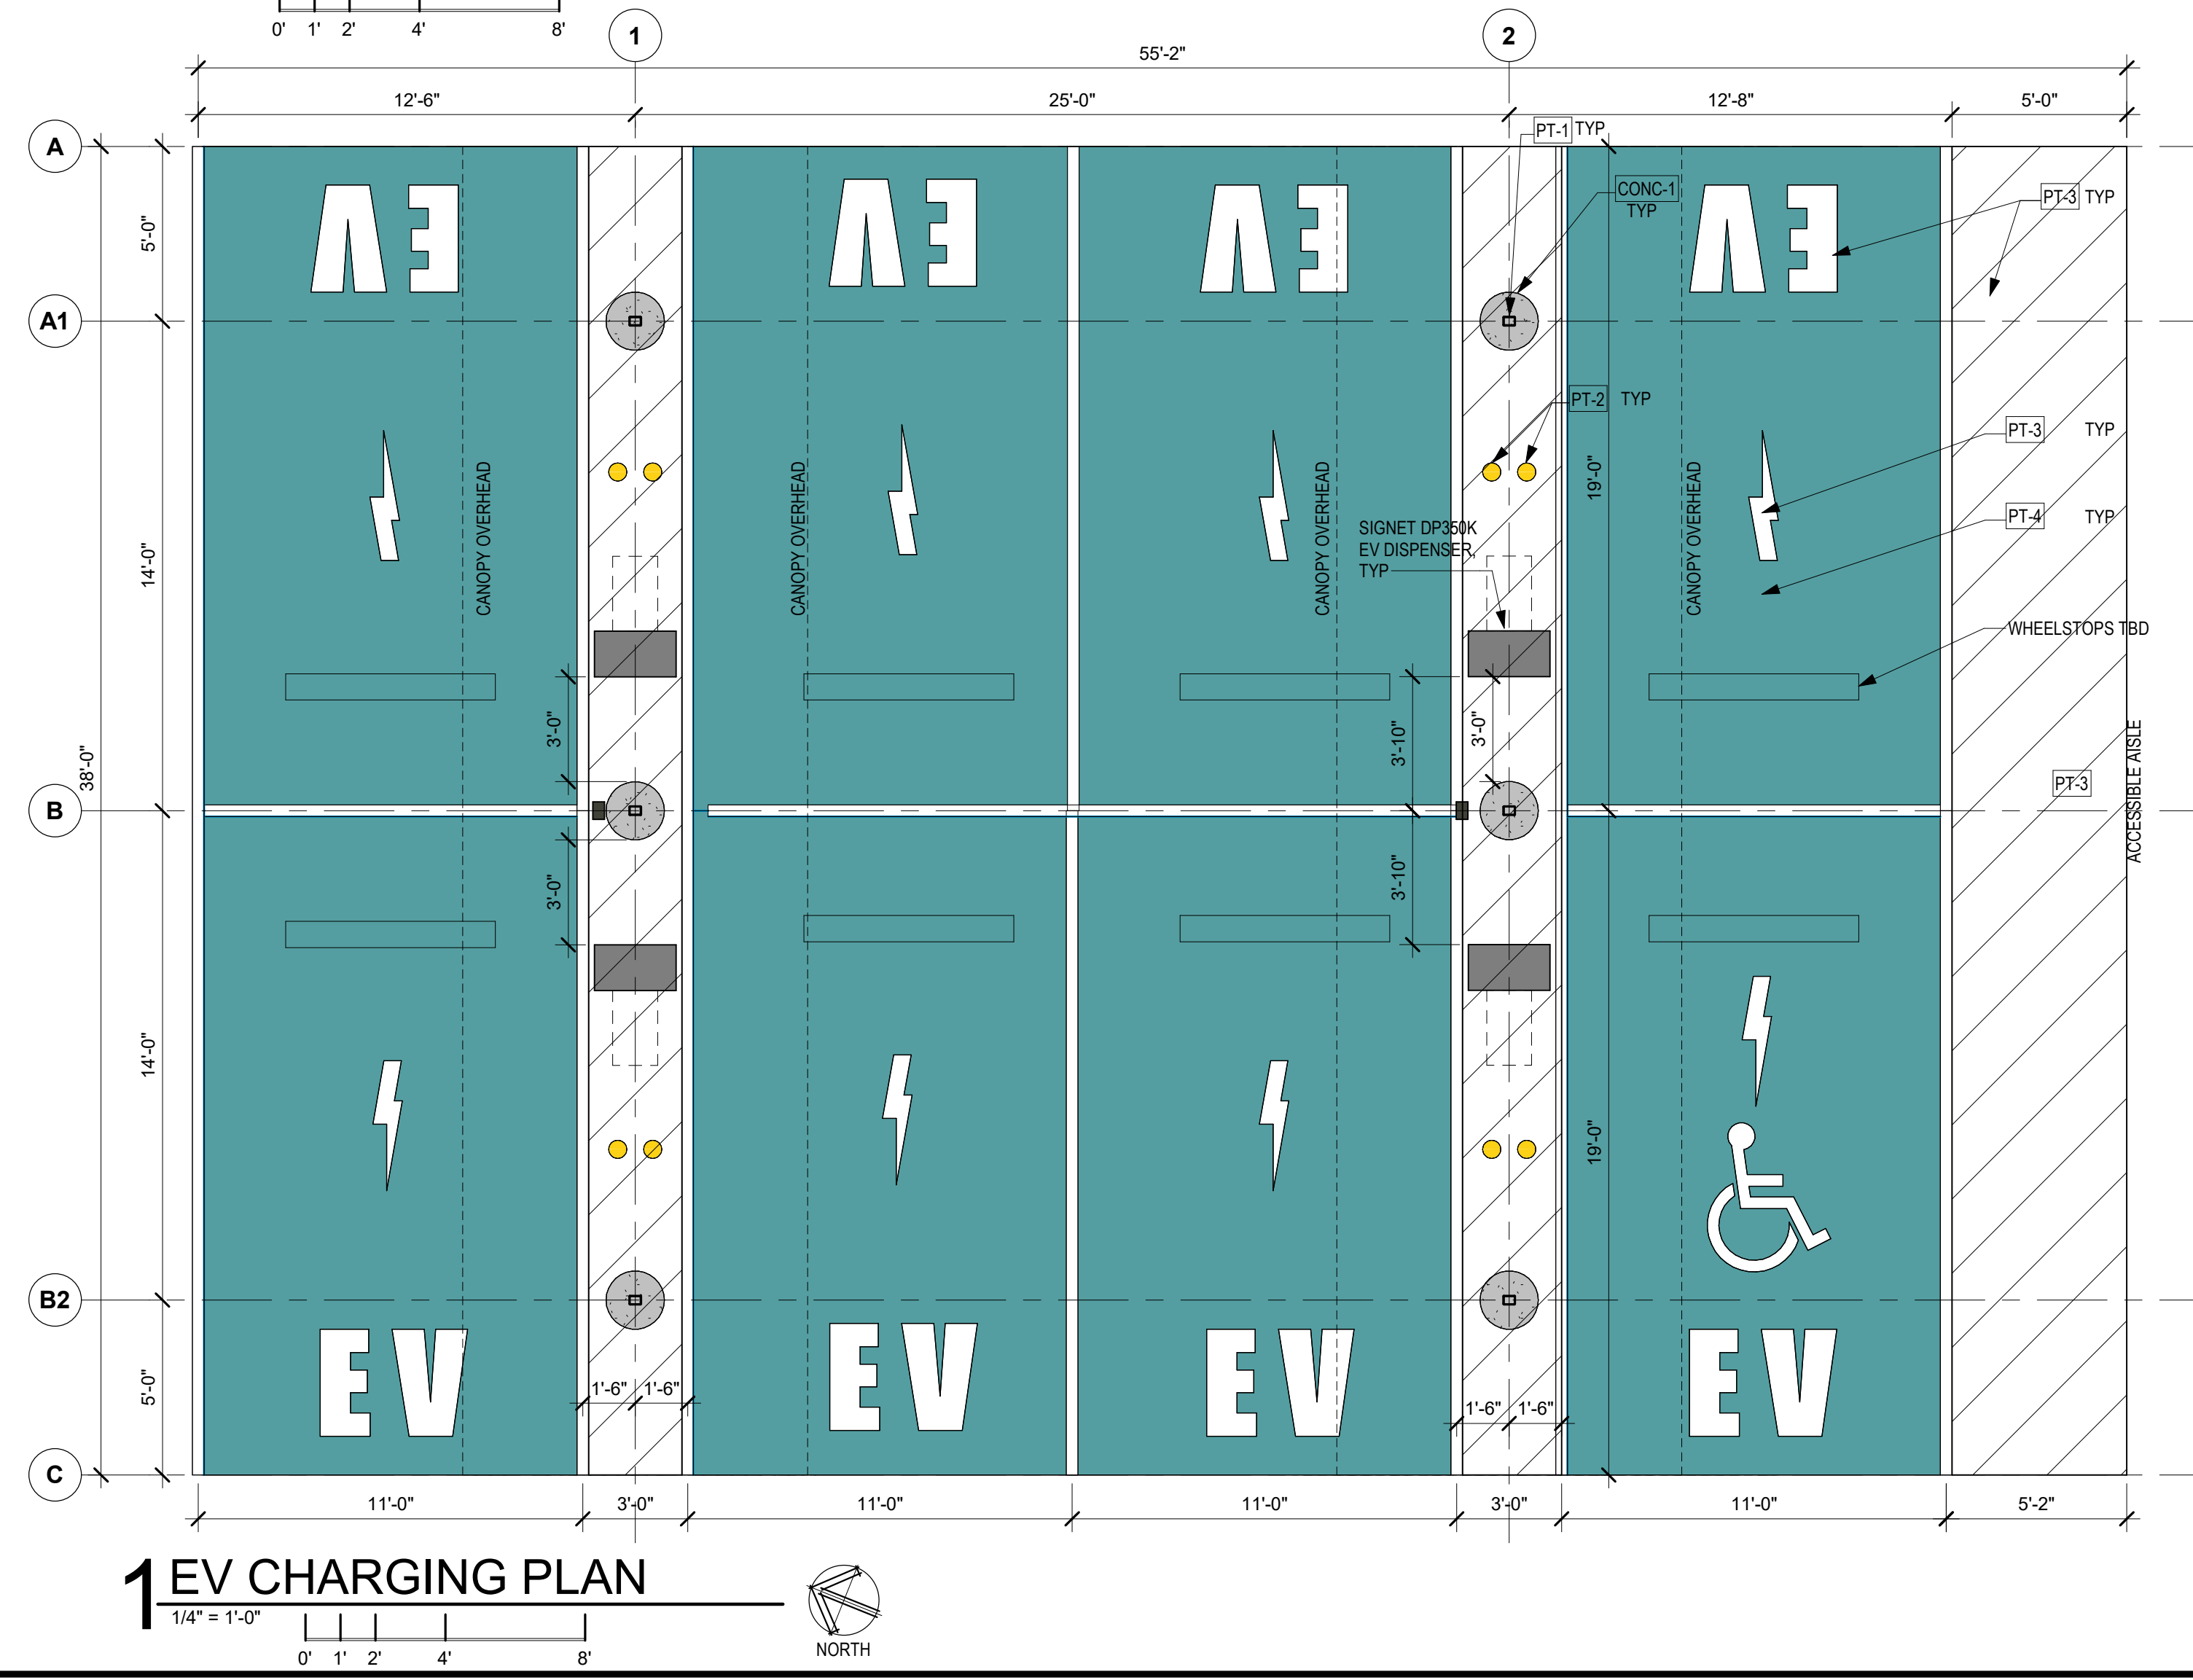 0' 1' 2' 4' 8'
1
2
55'-2"
12'-6"
25'-0"
12'-8"
5'-0"
A
PT-1 TYP
CONC-1
TYP
PT-3 TYP
EV
EV
EV
EV
5'-0"
A1
PT-2 TYP
PT-3 TYP
19'-0"
CANOPY OVERHEAD
CANOPY OVERHEAD
CANOPY OVERHEAD
CANOPY OVERHEAD
SIGNET DP350K
EV DISPENSER,
TYP
PT-4 TYP
14'-0"
WHEELSTOPS TBD
3'-0"
3'-10"
3'-0"
38'-0"
PT-3
ACCESSIBLE AISLE
B
3'-0"
3'-10"
14'-0"
19'-0"
B2
EV
EV
EV
EV
5'-0"
1'-6" 1'-6"
1'-6" 1'-6"
C
11'-0"
3'-0"
11'-0"
11'-0"
3'-0"
11'-0"
5'-2"
1 EV CHARGING PLAN
1/4" = 1'-0"
0' 1' 2' 4' 8'
NORTH